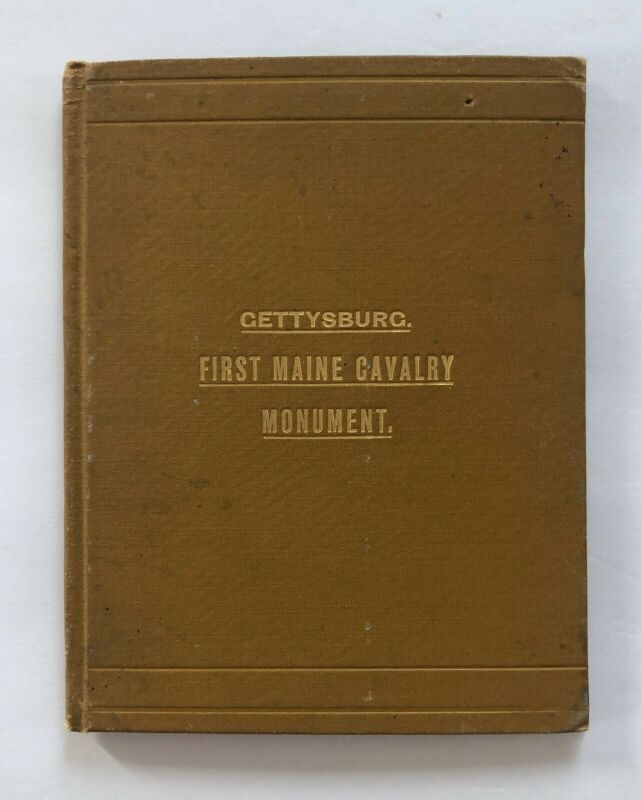 GETTYSBURG.
FIRST MAINE CAVALRY
MONUMENT.